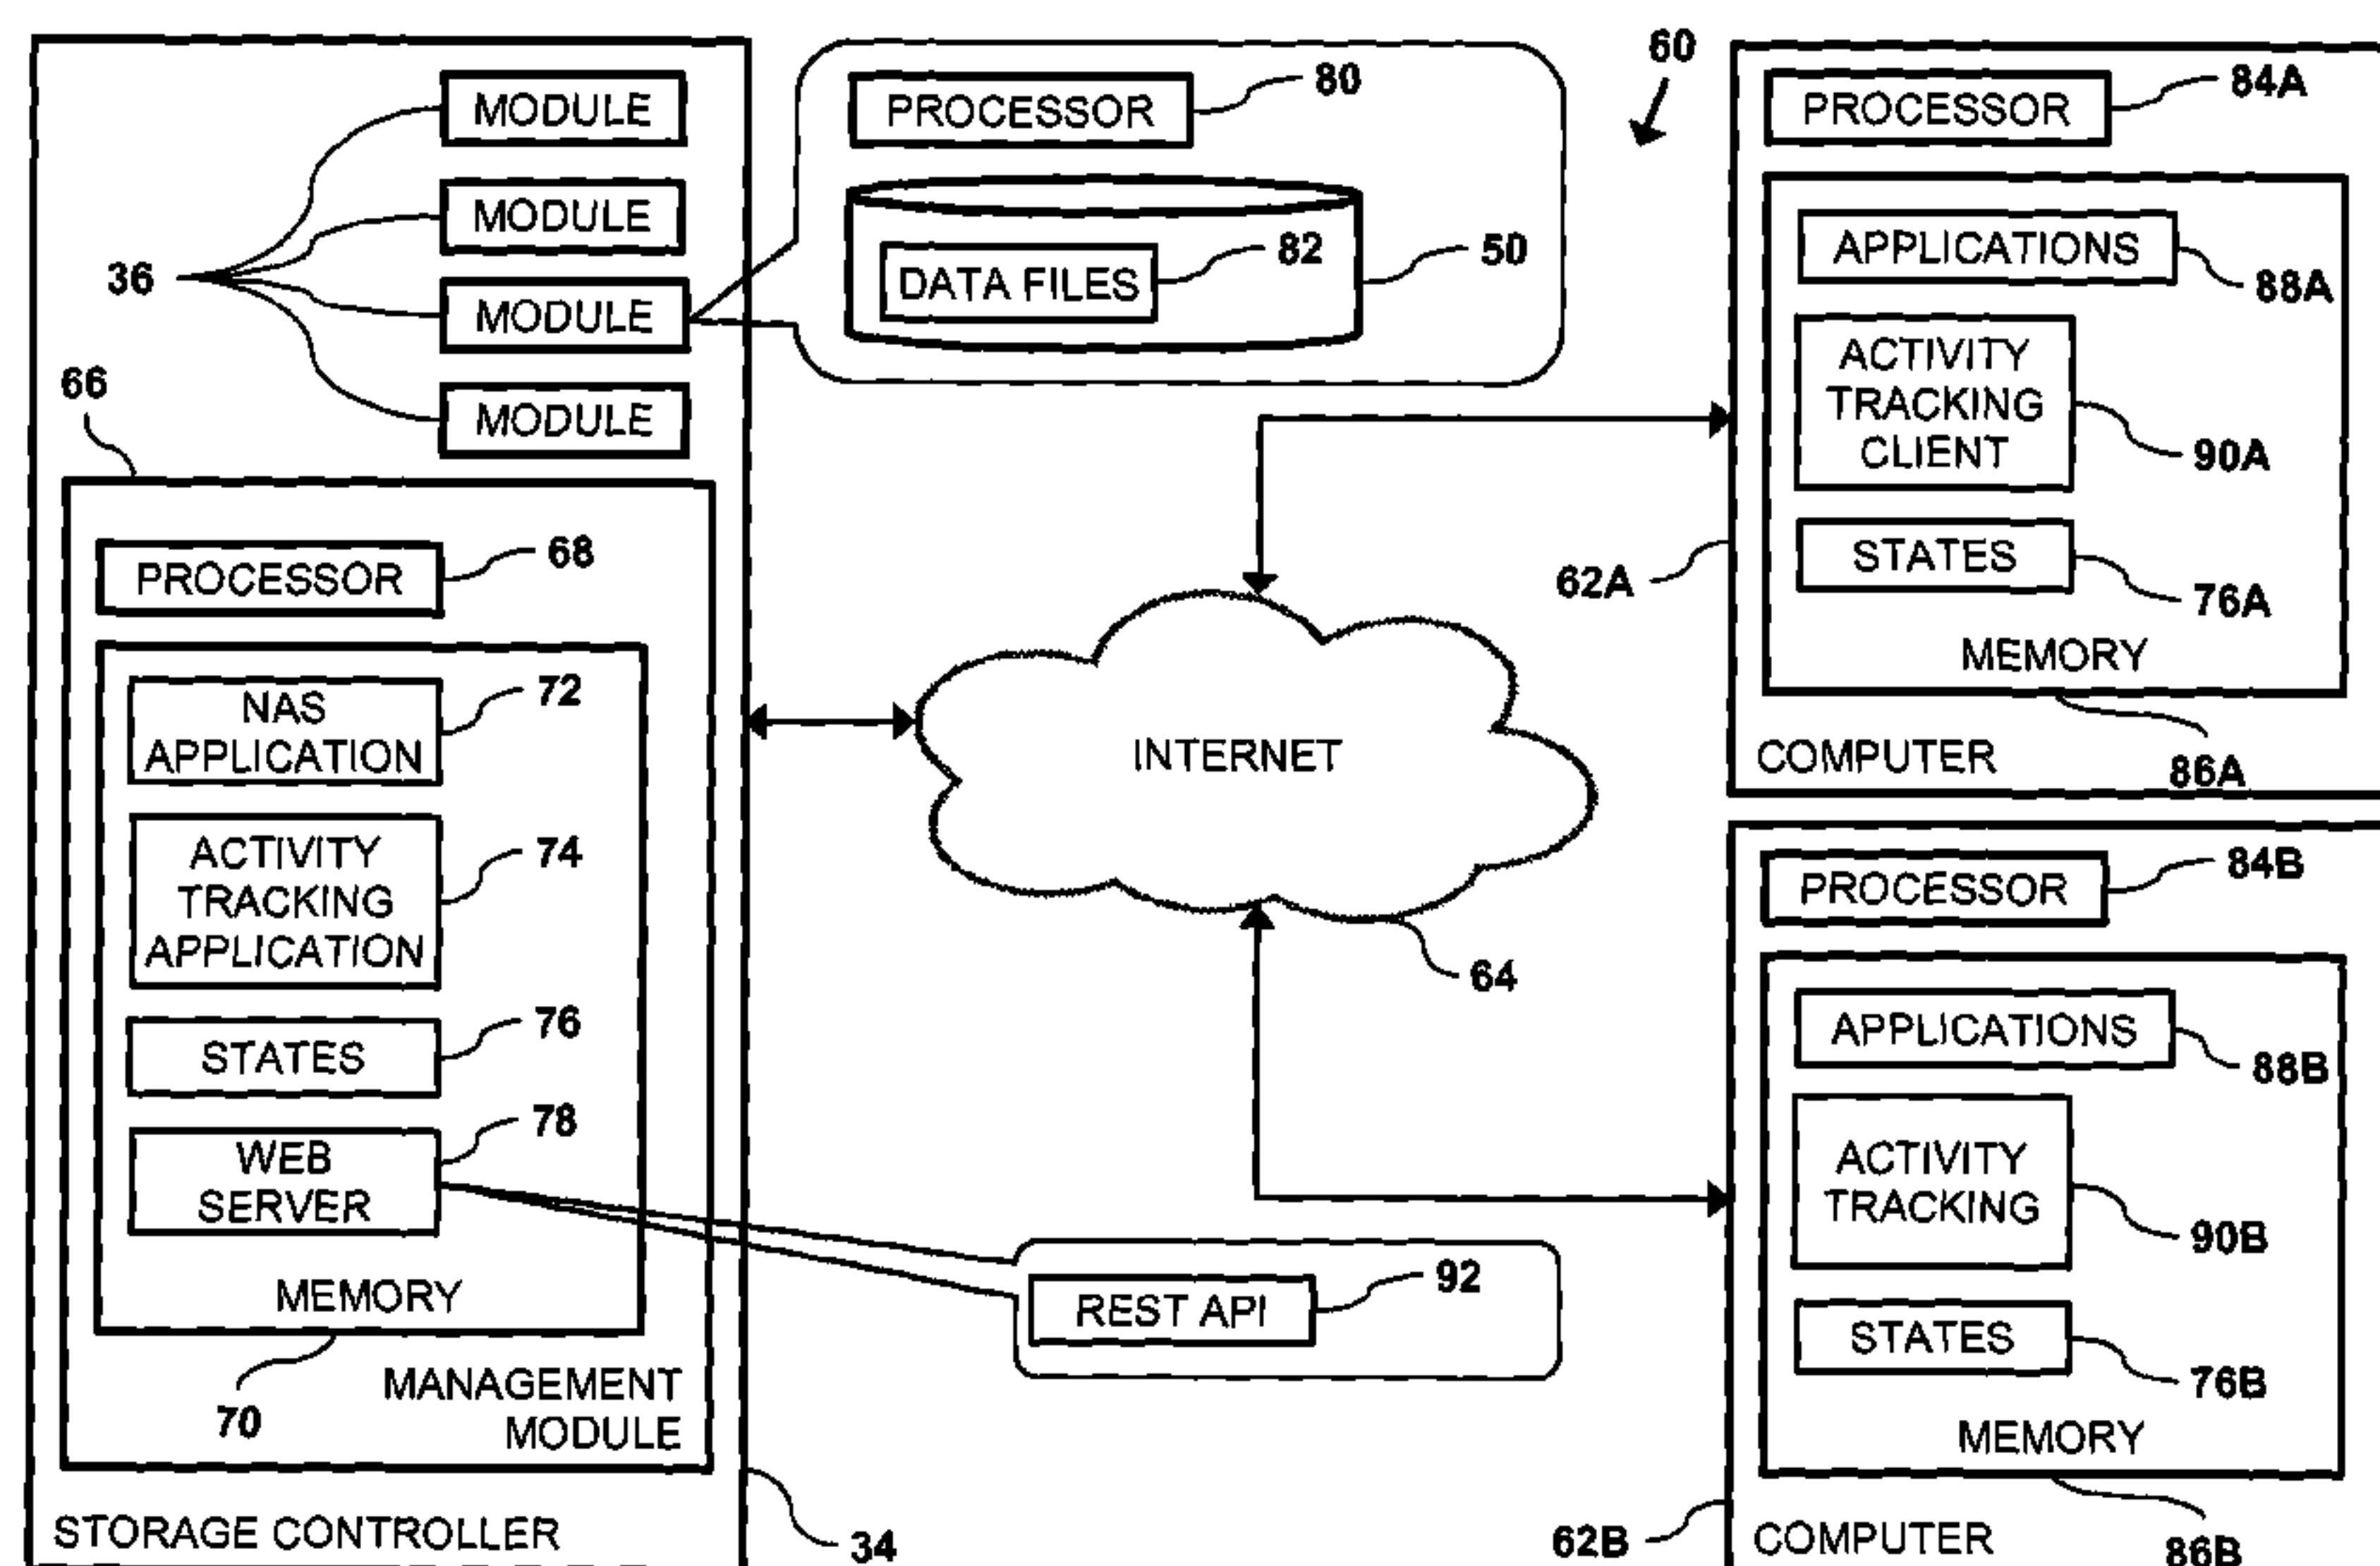 MODULE
MODULE
36
MODULE
MODULE
66
PROCESSOR
68
NAS
APPLICATION
72
ACTIVITY
TRACKING
APPLICATION
74
STATES
76
WEB
SERVER
78
MEMORY
70
MANAGEMENT
MODULE
STORAGE CONTROLLER
34
PROCESSOR
80
DATA FILES
82
50
60
INTERNET
64
REST API
92
PROCESSOR
84A
APPLICATIONS
88A
ACTIVITY
TRACKING
CLIENT
90A
STATES
76A
MEMORY
86A
COMPUTER
62A
PROCESSOR
84B
APPLICATIONS
88B
ACTIVITY
TRACKING
90B
STATES
76B
MEMORY
86B
COMPUTER
62B